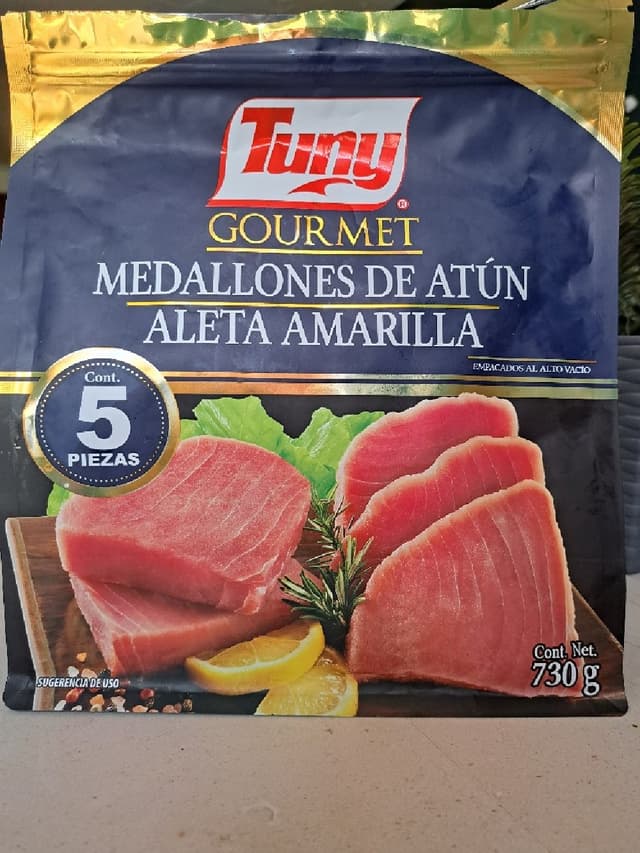 Tuny
®
GOURMET
MEDALLONES DE ATÚN
ALETA AMARILLA
EMPACADOS AL ALTO VACÍO
Cont.
5
PIEZAS
Cont. Net.
730 g
SUGERENCIA DE USO